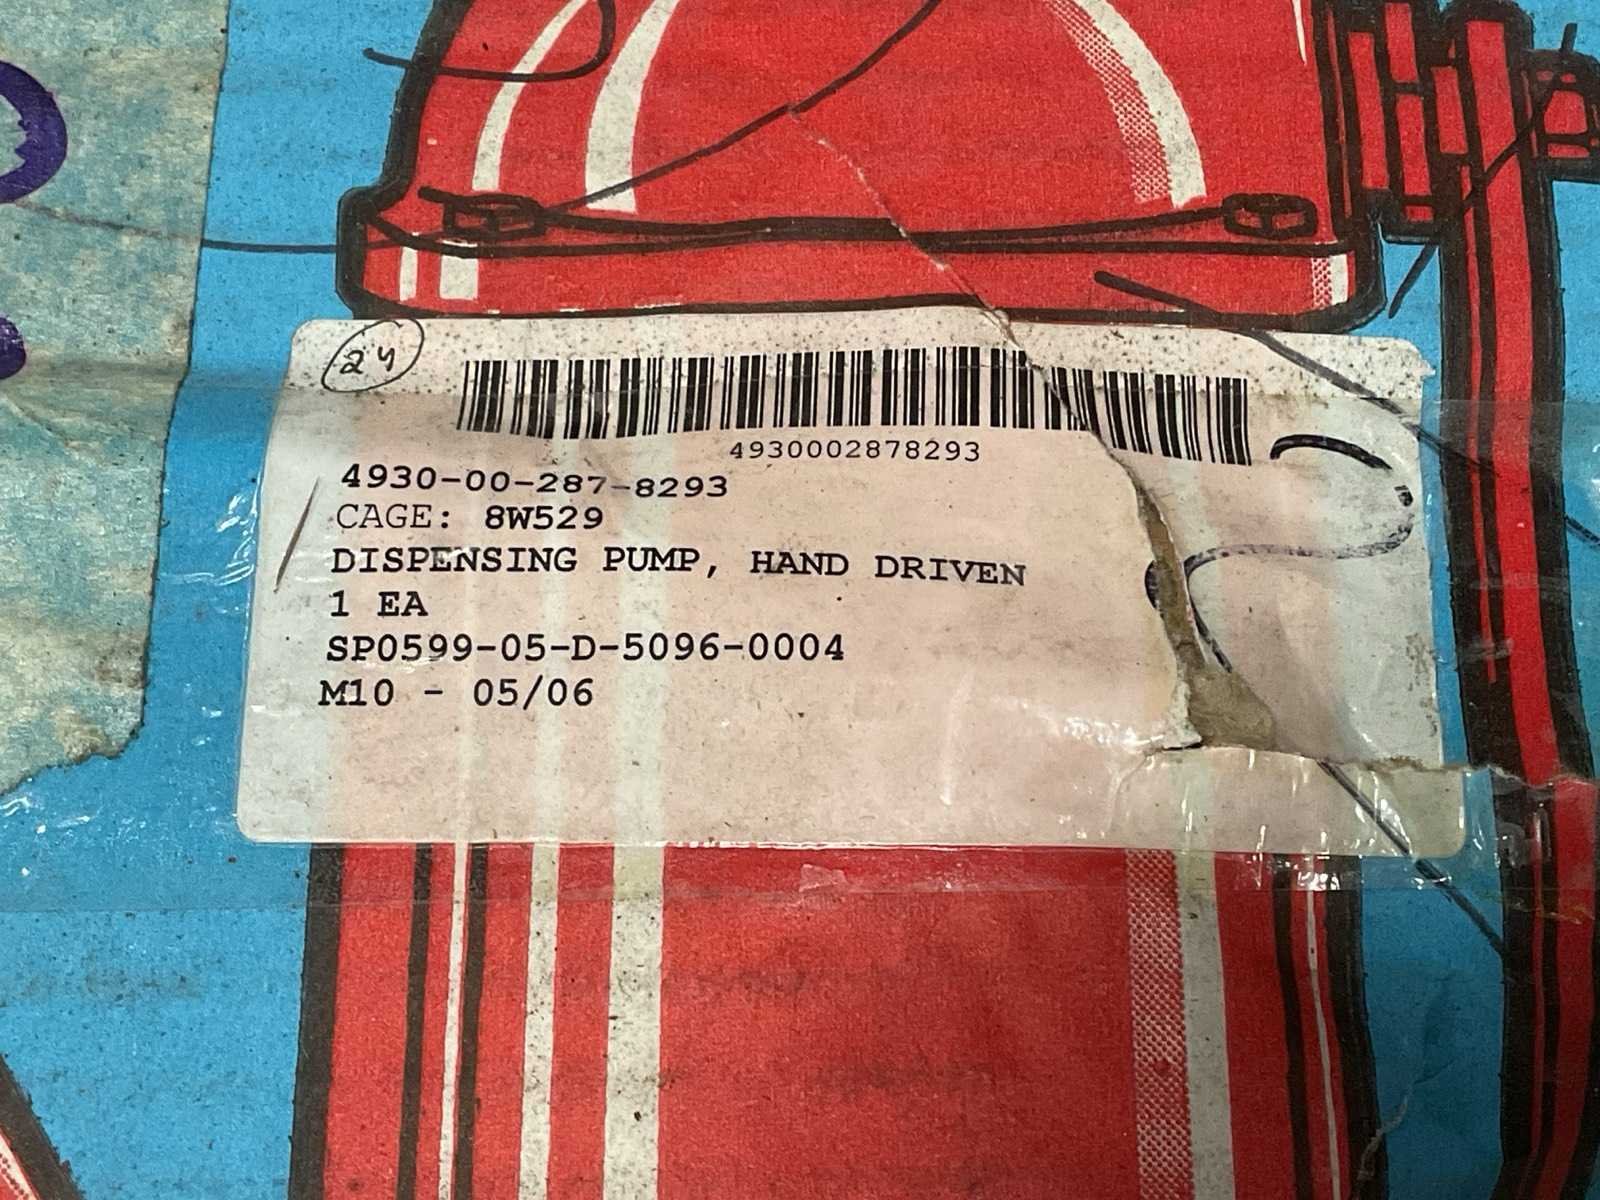 24
4930002878293
4930-00-287-8293
CAGE: 8W529
DISPENSING PUMP, HAND DRIVEN
1 EA
SP0599-05-D-5096-0004
M10 - 05/06